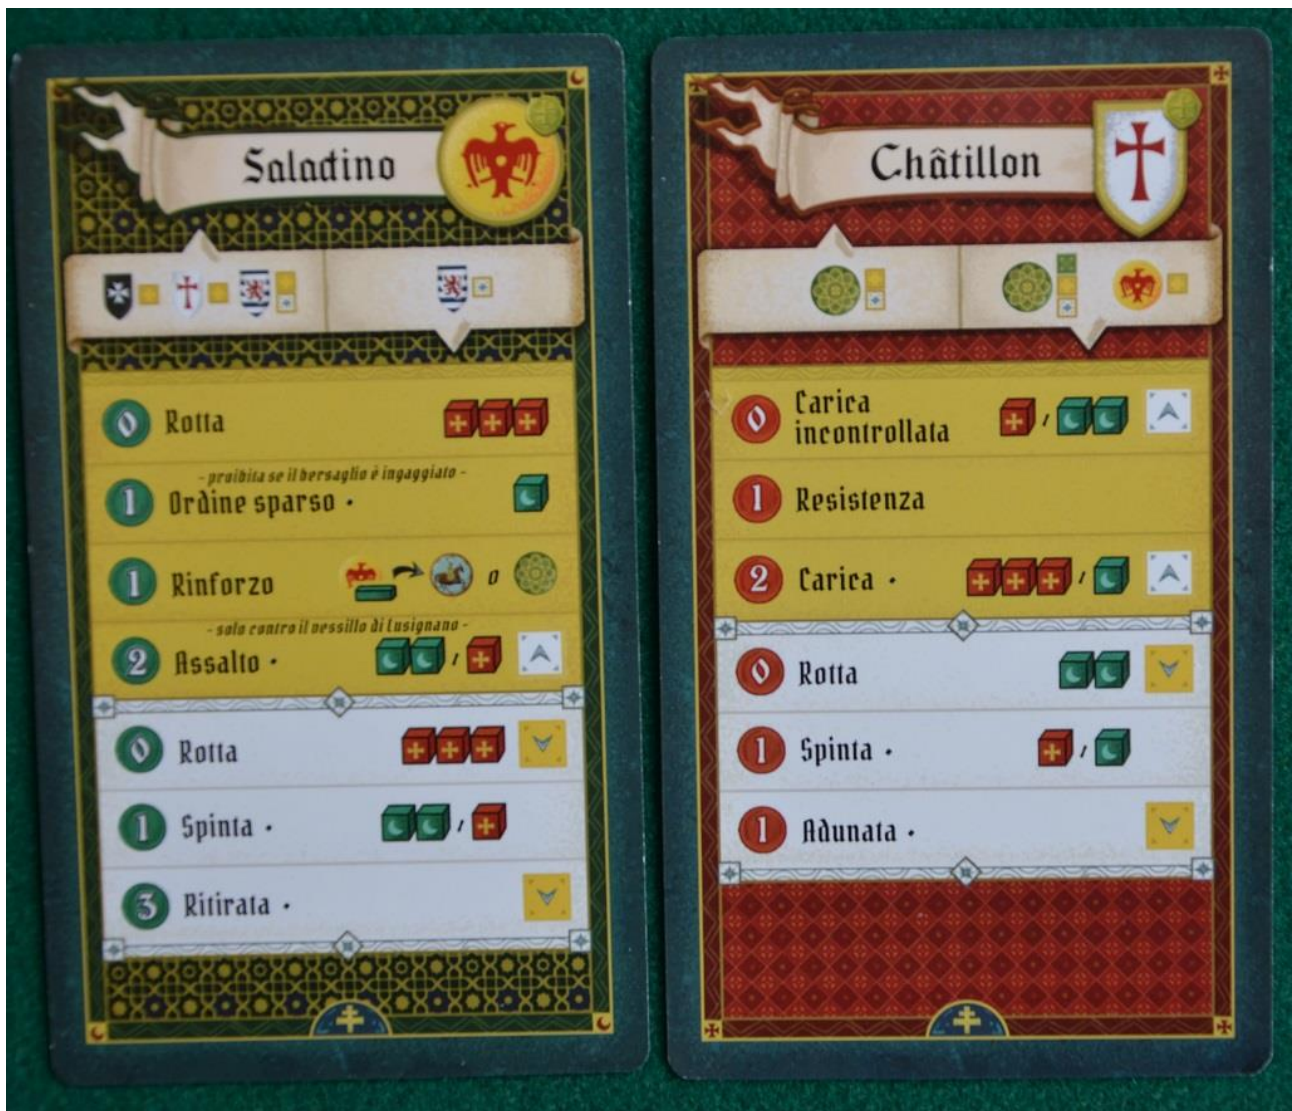 Saladino
0 Rotta
- proibita se il bersaglio è ingaggiato -
1 Ordine sparso •
1 Rinforzo o
- solo contro il vessillo di Lusignano -
2 Assalto • /
0 Rotta
1 Spinta • /
3 Ritirata •
Châtillon
0 Carica
incontrollata /
1 Resistenza
2 Carica • /
0 Rotta
1 Spinta • /
1 Adunata •